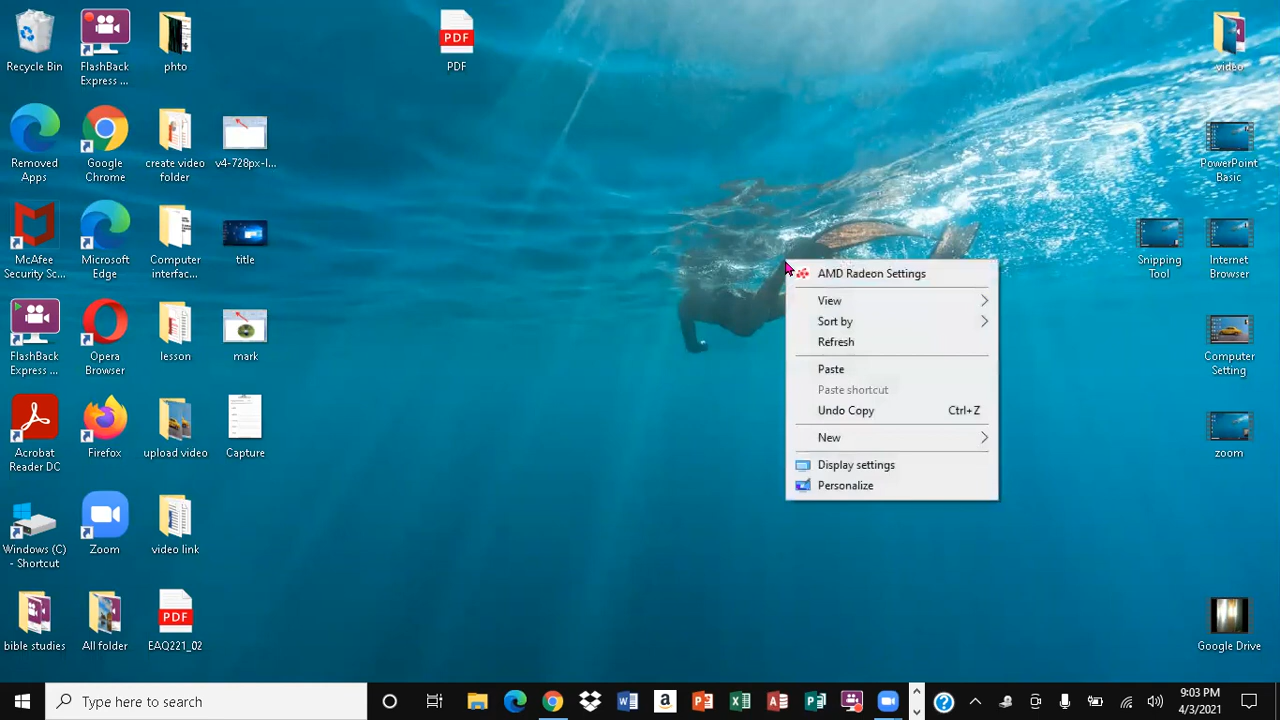 Recycle Bin
FlashBack
Express ...
phto
PDF
PDF
video
Removed
Apps
Google
Chrome
create video
folder
v4-728px-I...
PowerPoint
Basic
McAfee
Security Sc...
Microsoft
Edge
Computer
interfac...
title
Snipping
Tool
Internet
Browser
AMD Radeon Settings
View
Sort by
Refresh
Paste
Paste shortcut
Undo Copy Ctrl+Z
New
Display settings
Personalize
FlashBack
Express ...
Opera
Browser
lesson
mark
Computer
Setting
Acrobat
Reader DC
Firefox
upload video
Capture
zoom
Windows (C)
- Shortcut
Zoom
video link
bible studies
All folder
PDF
EAQ221_02
Google Drive
Type here to search
9:03 PM
4/3/2021